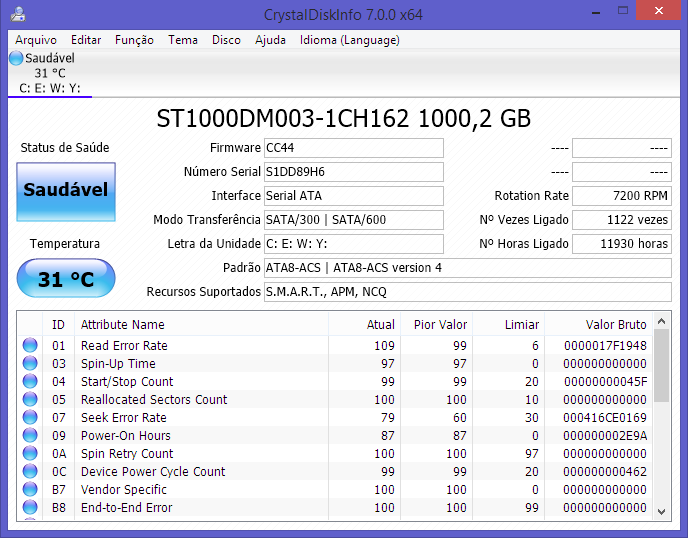 CrystalDiskInfo 7.0.0 x64
Arquivo Editar Função Tema Disco Ajuda Idioma (Language)
Saudável
31 °C
C: E: W: Y:
ST1000DM003-1CH162 1000,2 GB
Status de Saúde Firmware CC44 ---- ----
Saudável Número Serial S1DD89H6 ---- ----
Interface Serial ATA Rotation Rate 7200 RPM
Modo Transferência SATA/300 | SATA/600 Nº Vezes Ligado 1122 vezes
Temperatura Letra da Unidade C: E: W: Y: Nº Horas Ligado 11930 horas
31 °C Padrão ATA8-ACS | ATA8-ACS version 4
Recursos Suportados S.M.A.R.T., APM, NCQ
ID Attribute Name Atual Pior Valor Limiar Valor Bruto
01 Read Error Rate 109 99 6 0000017F1948
03 Spin-Up Time 97 97 0 000000000000
04 Start/Stop Count 99 99 20 00000000045F
05 Reallocated Sectors Count 100 100 10 000000000000
07 Seek Error Rate 79 60 30 000416CE0169
09 Power-On Hours 87 87 0 000000002E9A
0A Spin Retry Count 100 100 97 000000000000
0C Device Power Cycle Count 99 99 20 000000000462
B7 Vendor Specific 100 100 0 000000000000
B8 End-to-End Error 100 100 99 000000000000